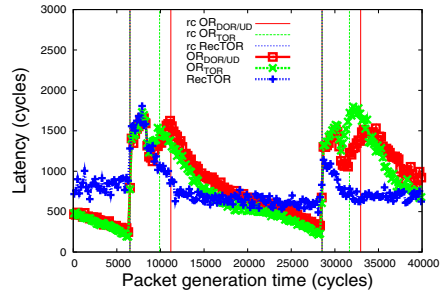 rc OR_DOR/UD
rc OR_TOR
rc RecTOR
OR_DOR/UD
OR_TOR
RecTOR
Latency (cycles)
3000
2500
2000
1500
1000
500
0
0 5000 10000 15000 20000 25000 30000 35000 40000
Packet generation time (cycles)